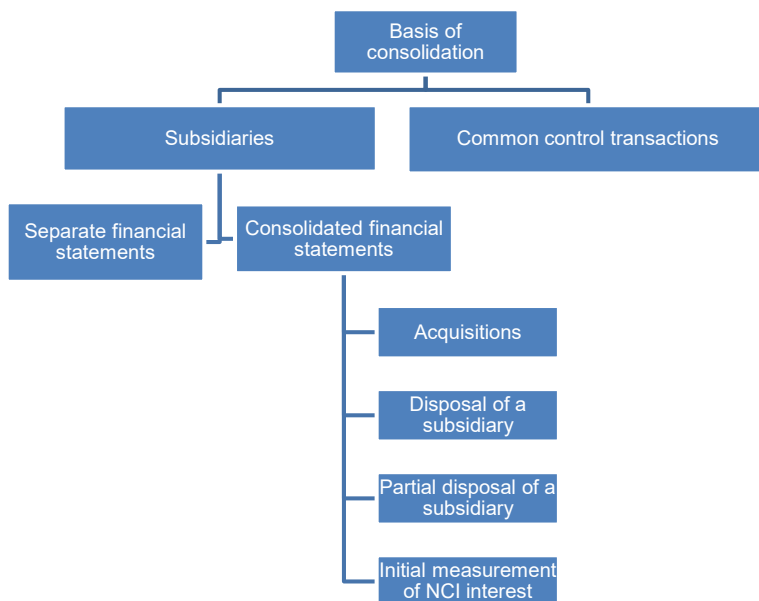 Basis of
consolidation
Subsidiaries
Common control transactions
Separate financial
statements
Consolidated financial
statements
Acquisitions
Disposal of a
subsidiary
Partial disposal of a
subsidiary
Initial measurement
of NCI interest